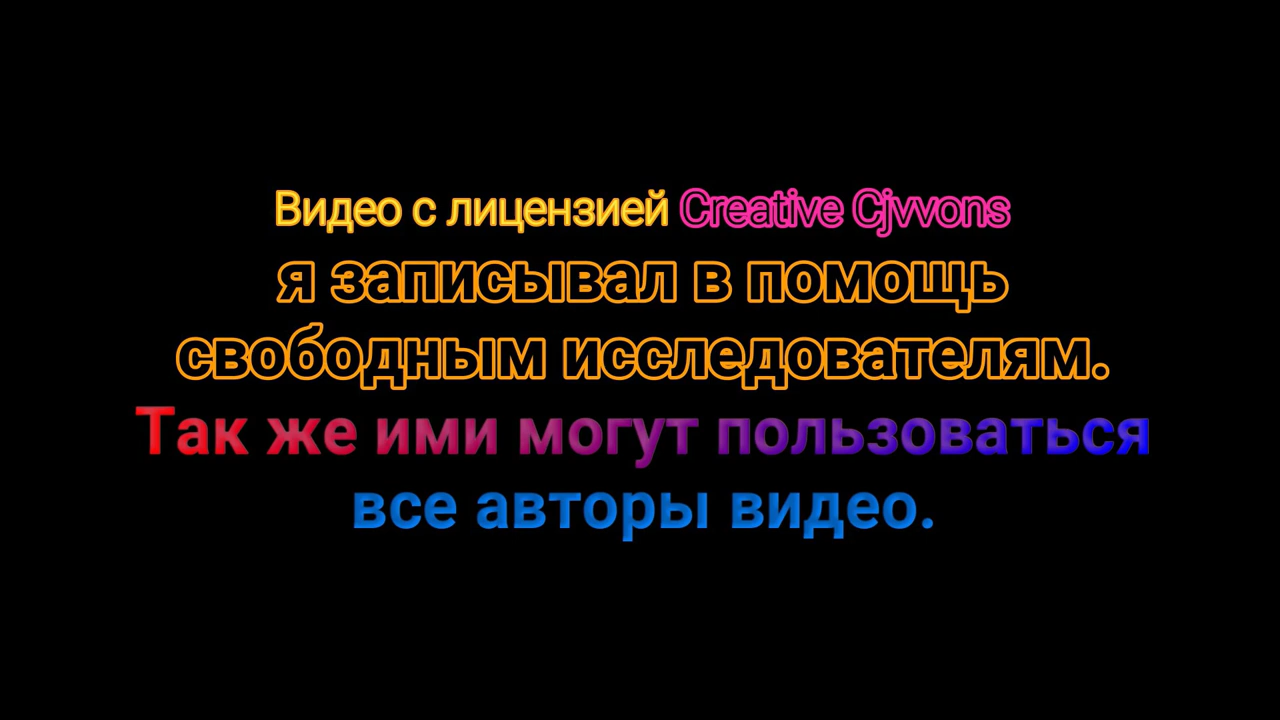 Видео с лицензией Creative Cjvvons
я записывал в помощь
свободным исследователям.
Так же ими могут пользоваться
все авторы видео.